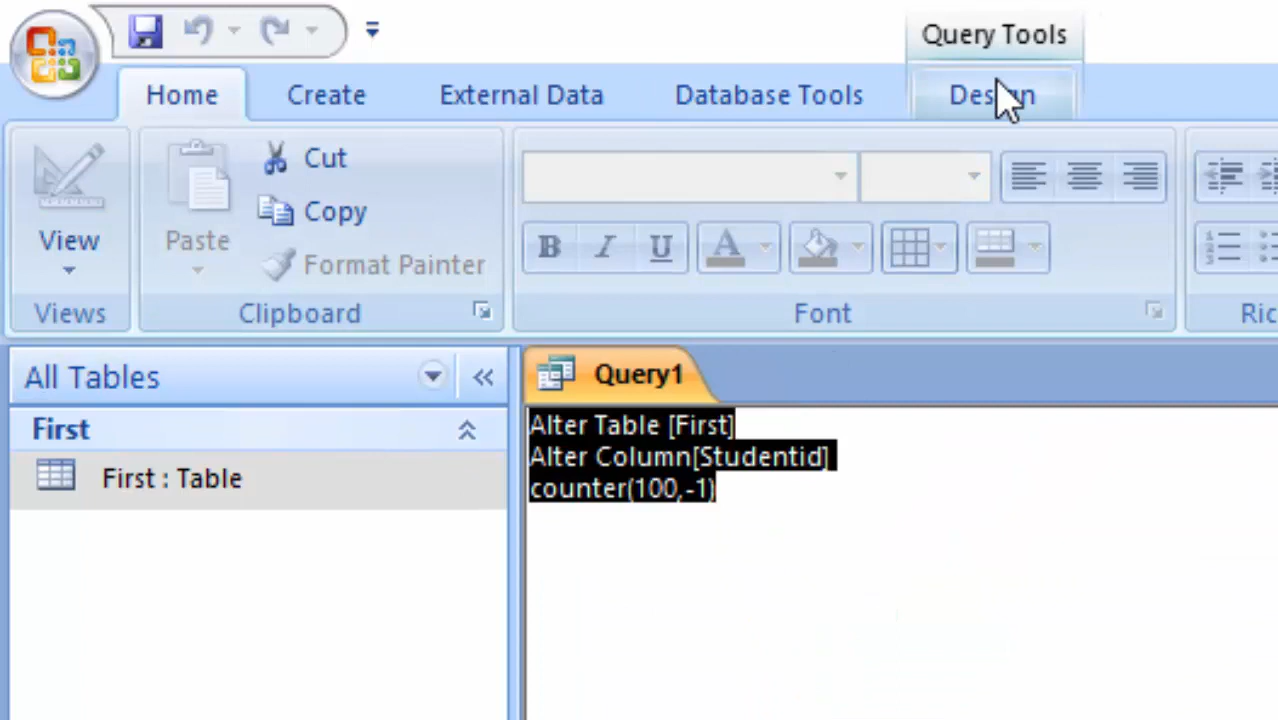 Query Tools
Home Create External Data Database Tools Design
Cut
Copy
View Paste Format Painter
B I U A
Views Clipboard Font
All Tables Query1
First
First : Table
Alter Table [First]
Alter Column[Studentid]
counter(100,-1)